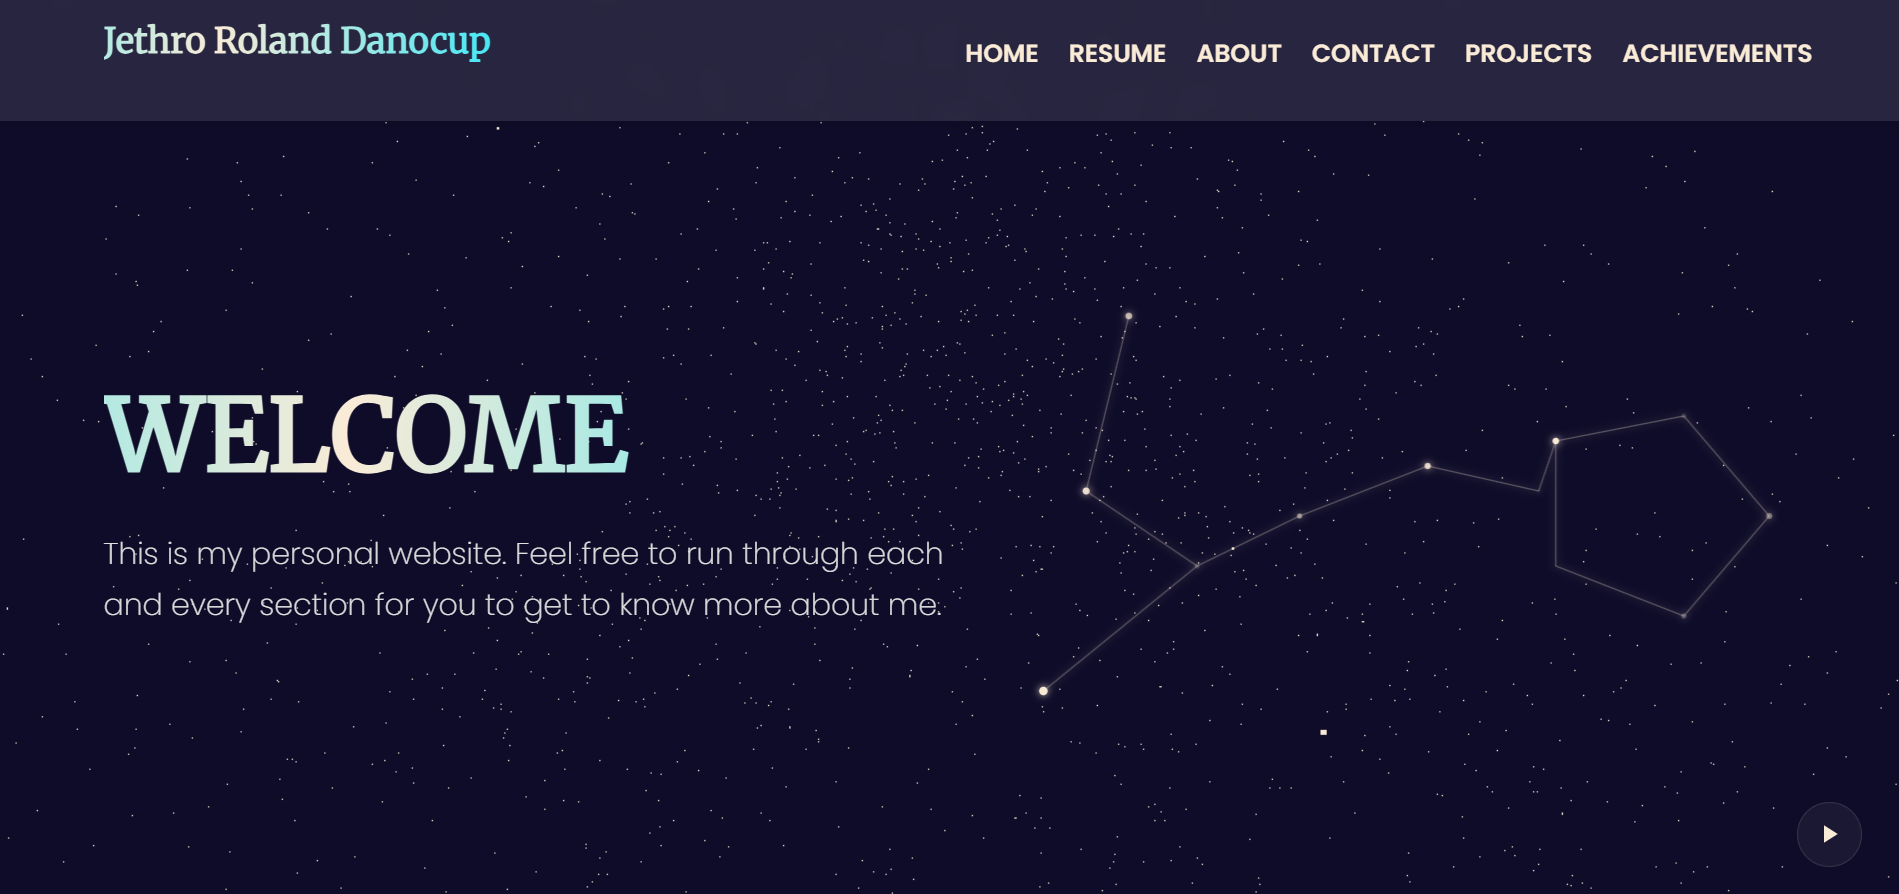 Jethro Roland Danocup
HOME RESUME ABOUT CONTACT PROJECTS ACHIEVEMENTS
WELCOME
This is my personal website. Feel free to run through each
and every section for you to get to know more about me.